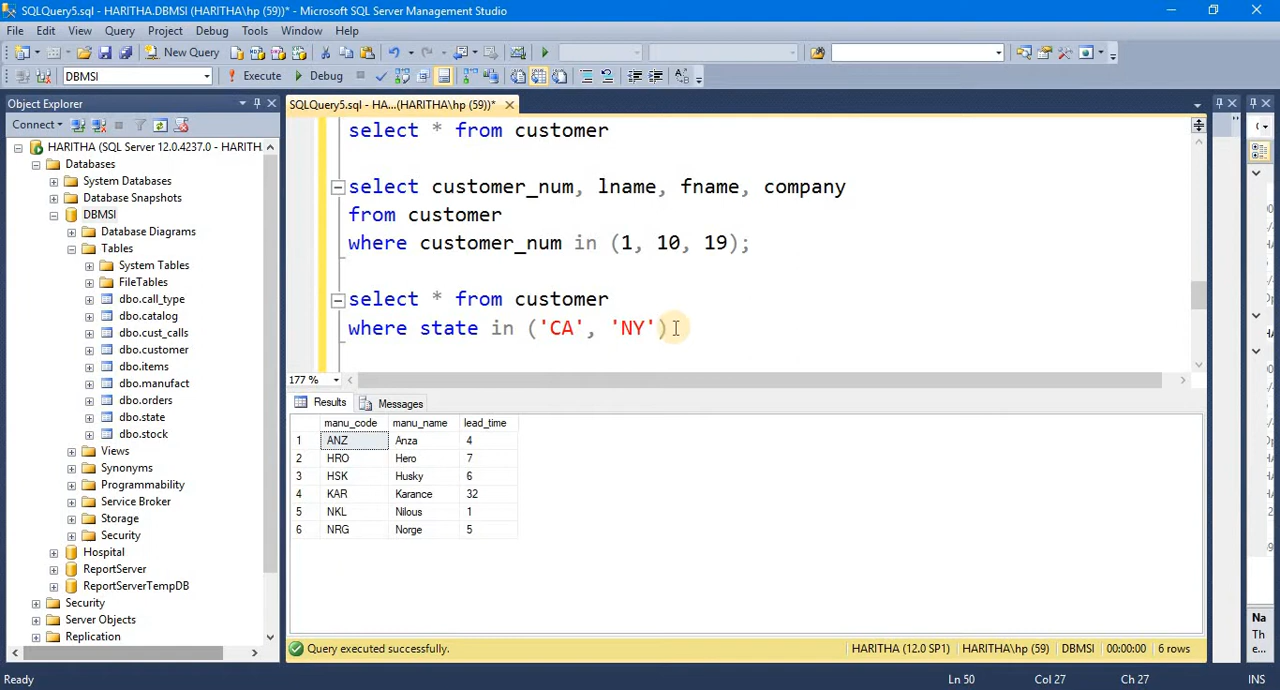 SQLQuery5.sql - HARITHA.DBMSI (HARITHA\hp (59))* - Microsoft SQL Server Management Studio
File Edit View Query Project Debug Tools Window Help
New Query
DBMSI Execute Debug
Object Explorer
SQLQuery5.sql - HA...(HARITHA\hp (59))*
Connect
HARITHA (SQL Server 12.0.4237.0 - HARITH
Databases
System Databases
Database Snapshots
DBMSI
Database Diagrams
Tables
System Tables
FileTables
dbo.call_type
dbo.catalog
dbo.cust_calls
dbo.customer
dbo.items
dbo.manufact
dbo.orders
dbo.state
dbo.stock
Views
Synonyms
Programmability
Service Broker
Storage
Security
Hospital
ReportServer
ReportServerTempDB
Security
Server Objects
Replication
select * from customer
select customer_num, lname, fname, company
from customer
where customer_num in (1, 10, 19);
select * from customer
where state in ('CA', 'NY')
177 %
Results Messages
manu_code manu_name lead_time
1 ANZ Anza 4
2 HRO Hero 7
3 HSK Husky 6
4 KAR Karance 32
5 NKL Nilous 1
6 NRG Norge 5
Query executed successfully. HARITHA (12.0 SP1) HARITHA\hp (59) DBMSI 00:00:00 6 rows
Na
Th
e...
Ready Ln 50 Col 27 Ch 27 INS